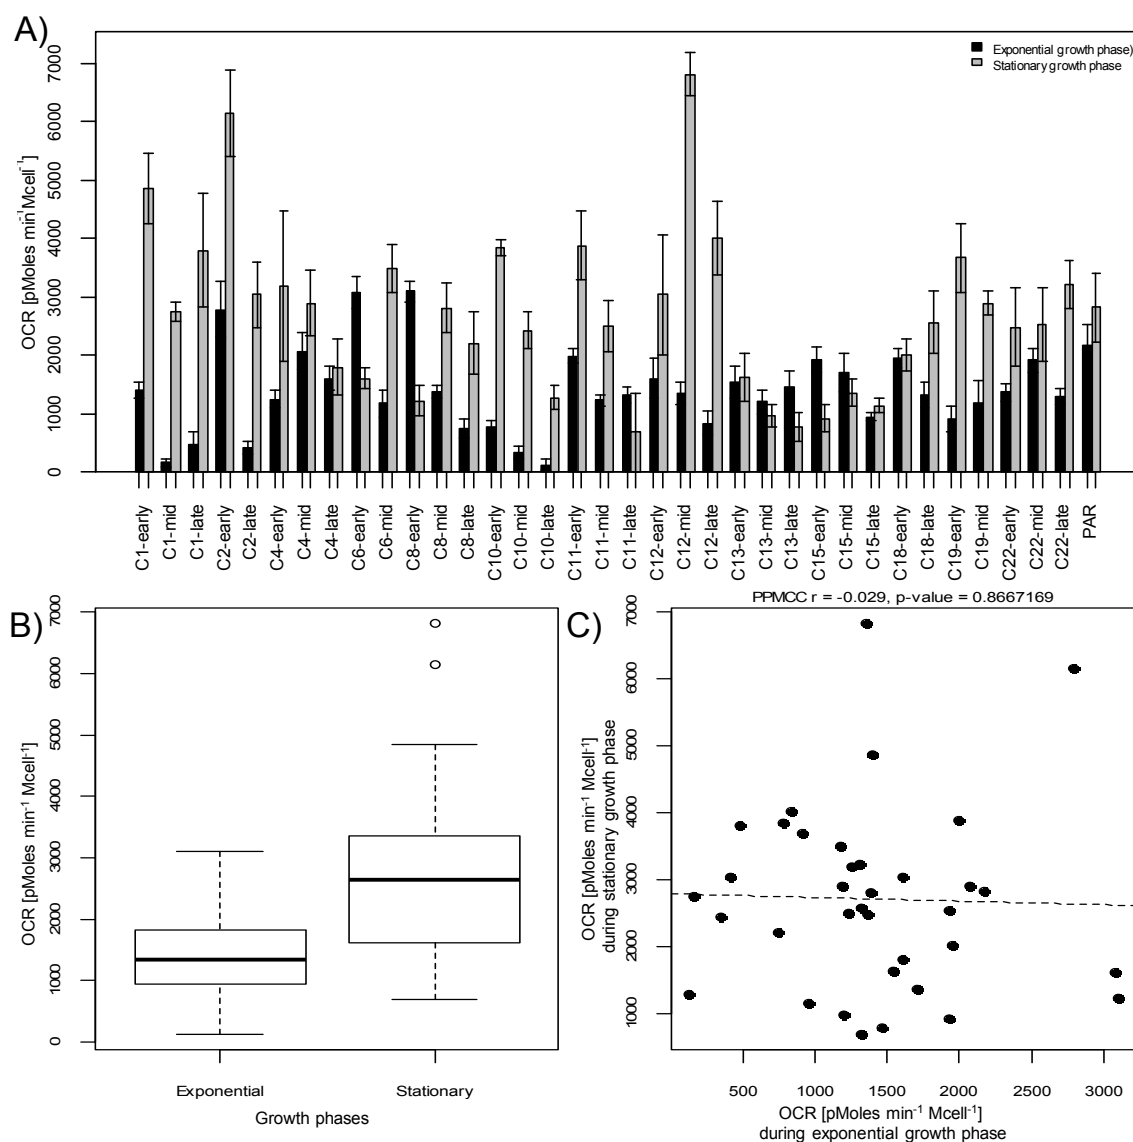 A)
Exponential growth phase)
Stationary growth phase
OCR [pMoles min⁻¹ Mcell⁻¹]
0
1000
2000
3000
4000
5000
6000
7000
C1-early
C1-mid
C1-late
C2-early
C2-late
C4-early
C4-mid
C4-late
C6-early
C6-mid
C8-early
C8-mid
C8-late
C10-early
C10-mid
C10-late
C11-early
C11-mid
C11-late
C12-early
C12-mid
C12-late
C13-early
C13-mid
C13-late
C15-early
C15-mid
C15-late
C18-early
C18-late
C19-early
C19-mid
C22-early
C22-mid
C22-late
PAR
B)
OCR [pMoles min⁻¹ Mcell⁻¹]
0
1000
2000
3000
4000
5000
6000
7000
Exponential
Stationary
Growth phases
C)
PPMCC r = -0.029, p-value = 0.8667169
OCR [pMoles min⁻¹ Mcell⁻¹]
during stationary growth phase
1000
2000
3000
4000
5000
6000
7000
500
1000
1500
2000
2500
3000
OCR [pMoles min⁻¹ Mcell⁻¹]
during exponential growth phase